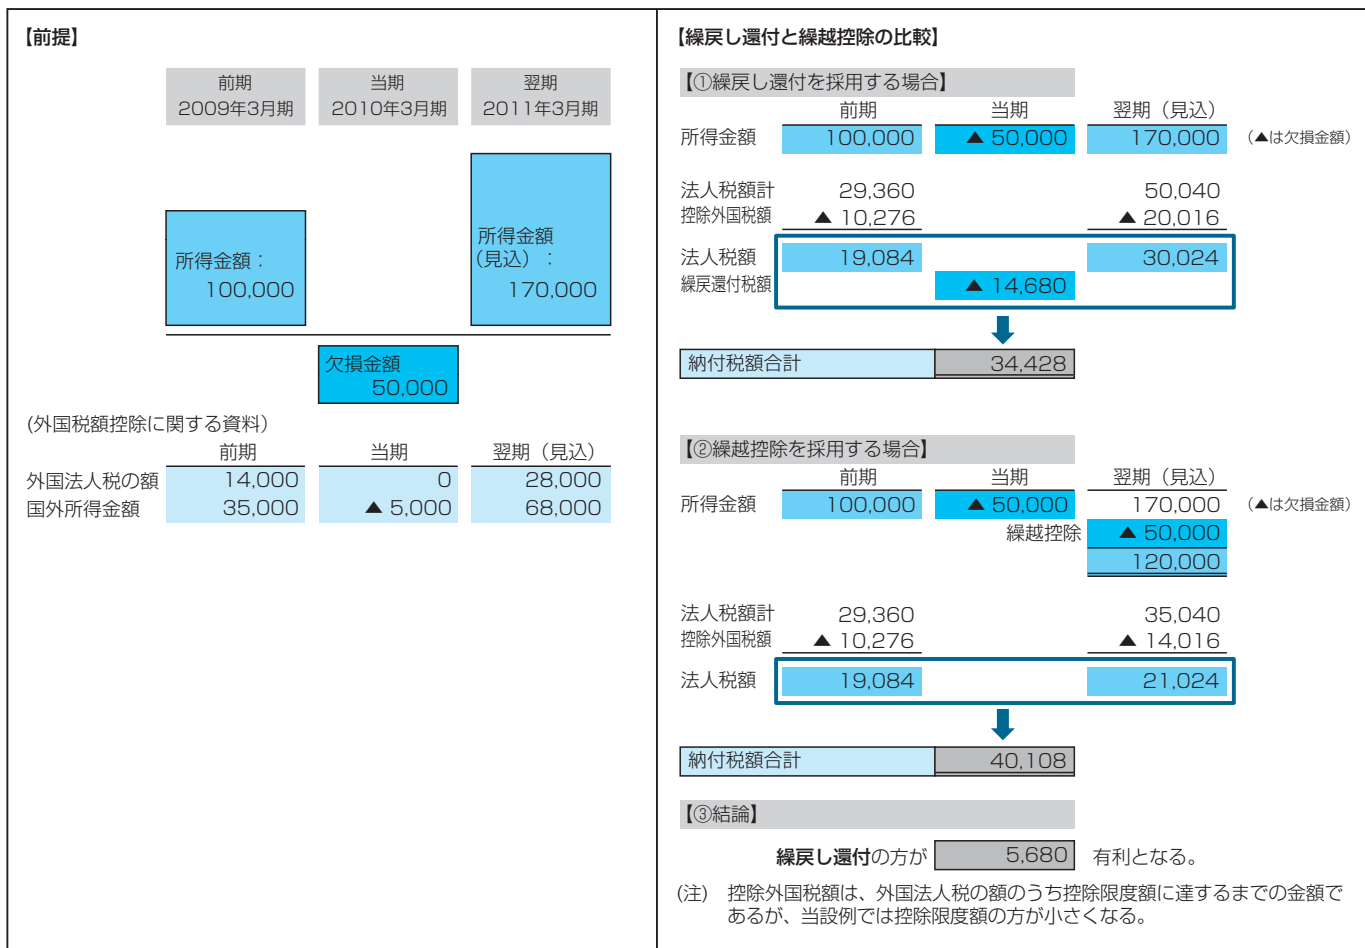 【前提】
前期 当期 翌期
2009年3月期 2010年3月期 2011年3月期
所得金額：
100,000
所得金額
（見込）：
170,000
欠損金額
50,000
(外国税額控除に関する資料）
前期 当期 翌期（見込）
外国法人税の額 14,000 0 28,000
国外所得金額 35,000 ▲ 5,000 68,000
【繰戻し還付と繰越控除の比較】
【①繰戻し還付を採用する場合】
前期 当期 翌期（見込）
所得金額 100,000 ▲ 50,000 170,000 （▲は欠損金額）
法人税額計 29,360 50,040
控除外国税額 ▲ 10,276 ▲ 20,016
法人税額 19,084 30,024
繰戻還付税額 ▲ 14,680
納付税額合計 34,428
【②繰越控除を採用する場合】
前期 当期 翌期（見込）
所得金額 100,000 ▲ 50,000 170,000 （▲は欠損金額）
繰越控除 ▲ 50,000
120,000
法人税額計 29,360 35,040
控除外国税額 ▲ 10,276 ▲ 14,016
法人税額 19,084 21,024
納付税額合計 40,108
【③結論】
繰戻し還付の方が 5,680 有利となる。
(注) 控除外国税額は、外国法人税の額のうち控除限度額に達するまでの金額で
あるが、当設例では控除限度額の方が小さくなる。